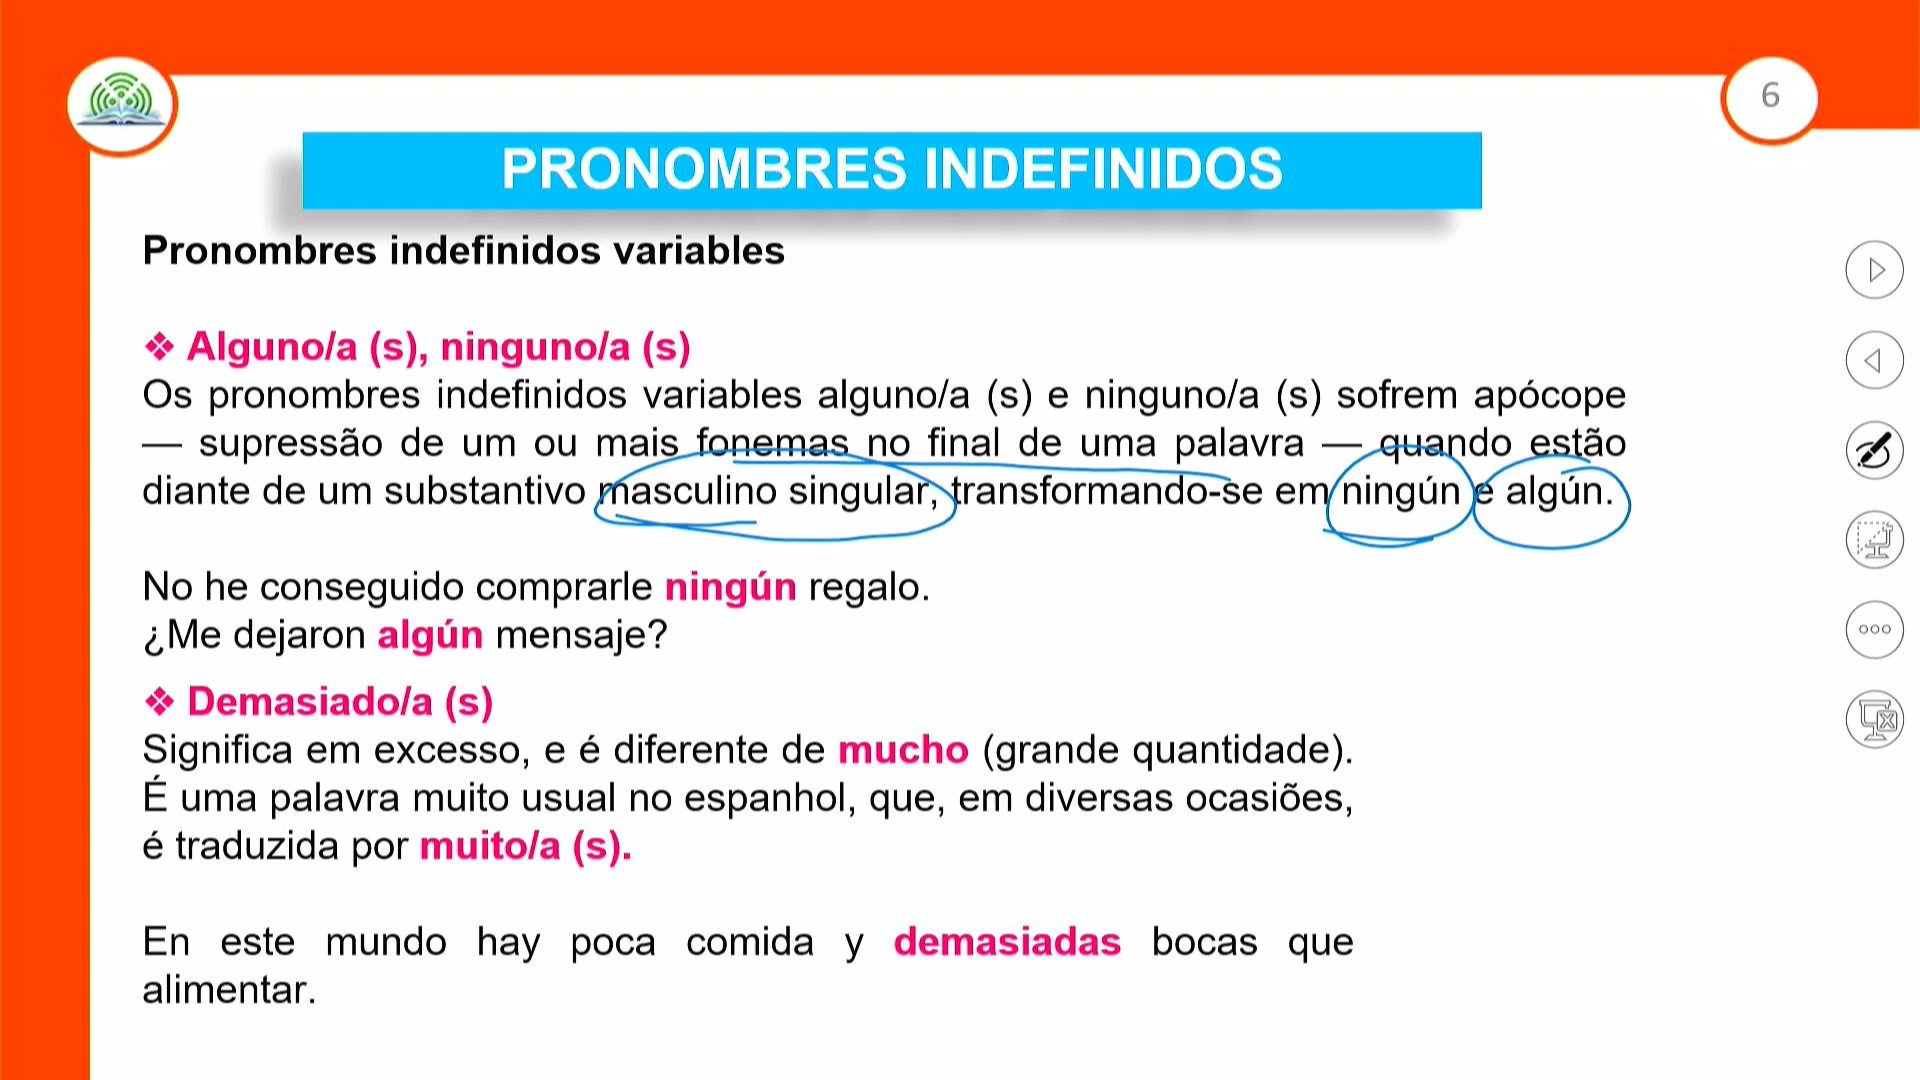 6
PRONOMBRES INDEFINIDOS
Pronombres indefinidos variables
❖ Alguno/a (s), ninguno/a (s)
Os pronombres indefinidos variables alguno/a (s) e ninguno/a (s) sofrem apócope
— supressão de um ou mais fonemas no final de uma palavra — quando estão
diante de um substantivo masculino singular, transformando-se em ningún e algún.
No he conseguido comprarle ningún regalo.
¿Me dejaron algún mensaje?
❖ Demasiado/a (s)
Significa em excesso, e é diferente de mucho (grande quantidade).
É uma palavra muito usual no espanhol, que, em diversas ocasiões,
é traduzida por muito/a (s).
En este mundo hay poca comida y demasiadas bocas que
alimentar.